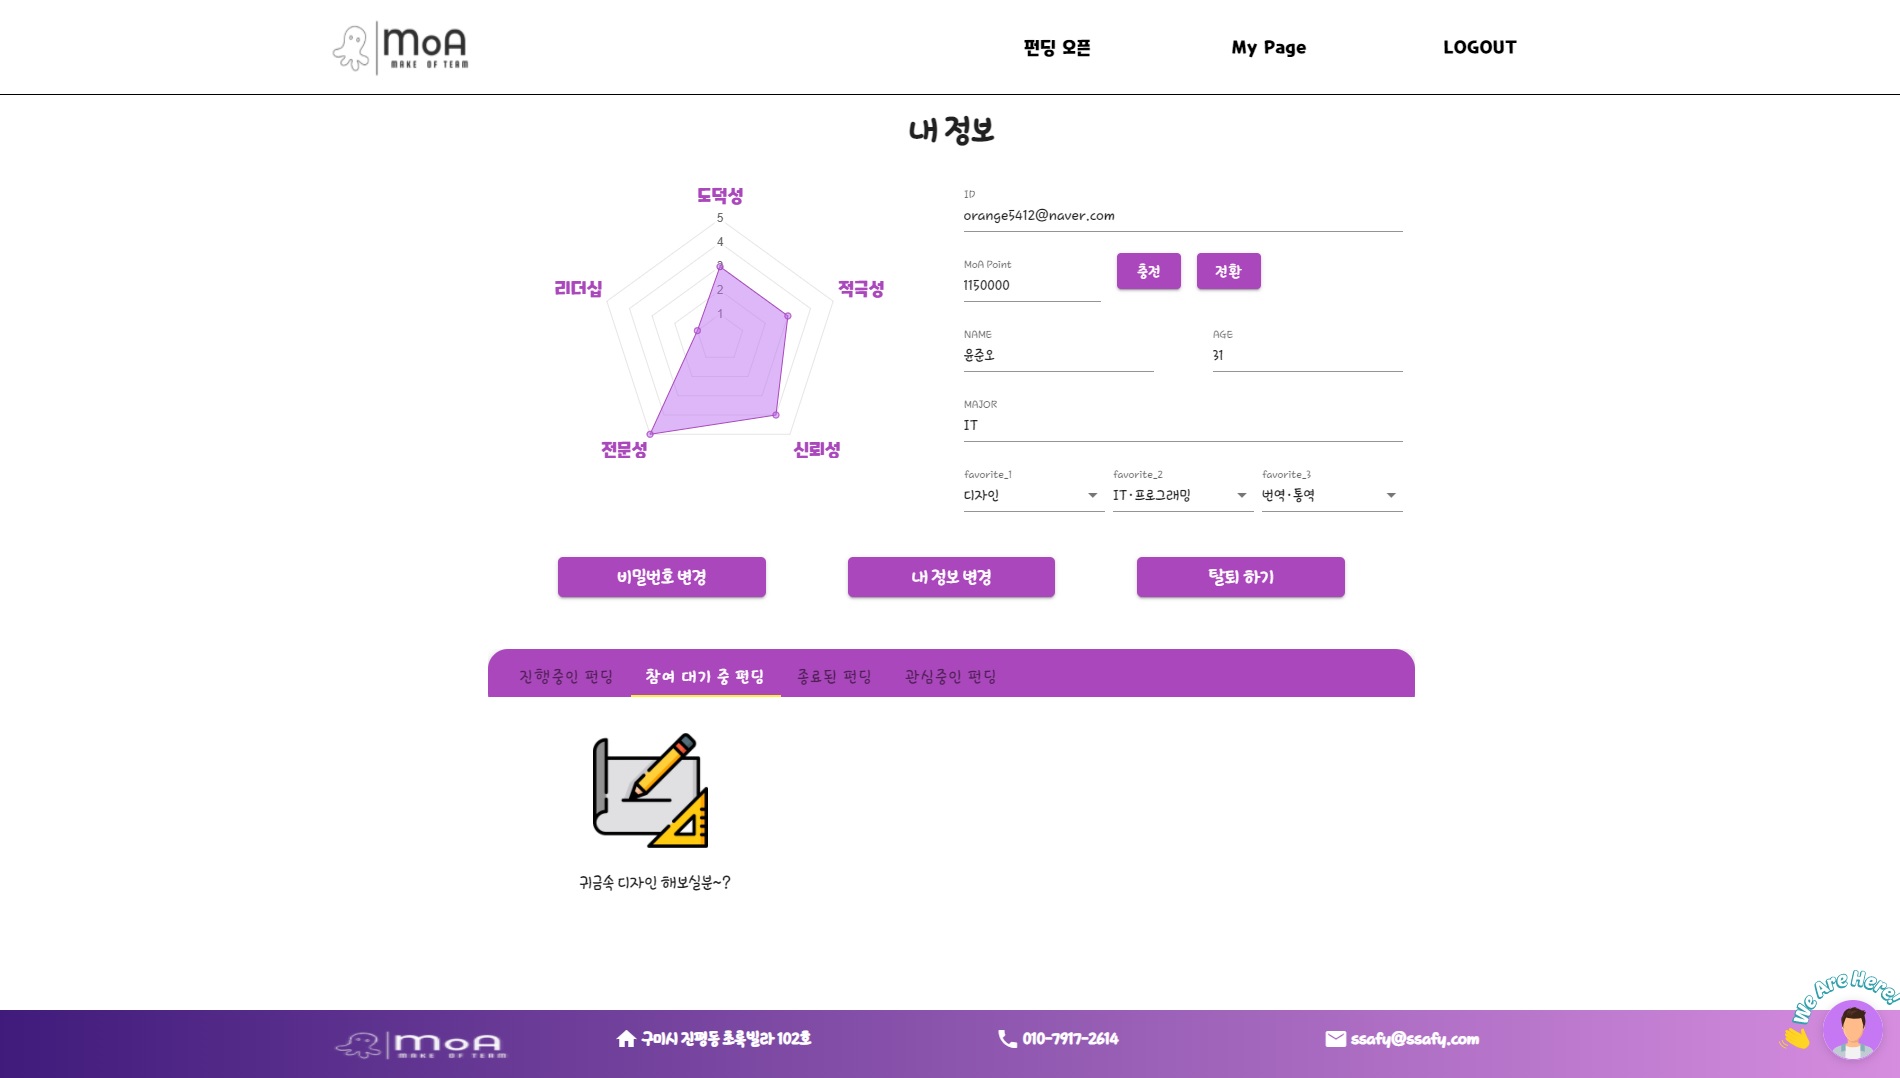 MOA
MAKE OF TEAM
펀딩 오픈
My Page
LOGOUT
내 정보
도덕성
5
4
3
2
1
리더십
적극성
전문성
신뢰성
ID
orange5412@naver.com
MoA Point
1150000
충전
전환
NAME
윤준오
AGE
31
MAJOR
IT
favorite_1
디자인
favorite_2
IT·프로그래밍
favorite_3
번역·통역
비밀번호 변경
내 정보 변경
탈퇴 하기
진행중인 펀딩
참여 대기 중 펀딩
종료된 펀딩
관심중인 펀딩
귀금속 디자인 해보실분~?
We Are Here!
MOA
MAKE OF TEAM
구미시 진평동 초록빌라 102호
010-7917-2614
ssafy@ssafy.com